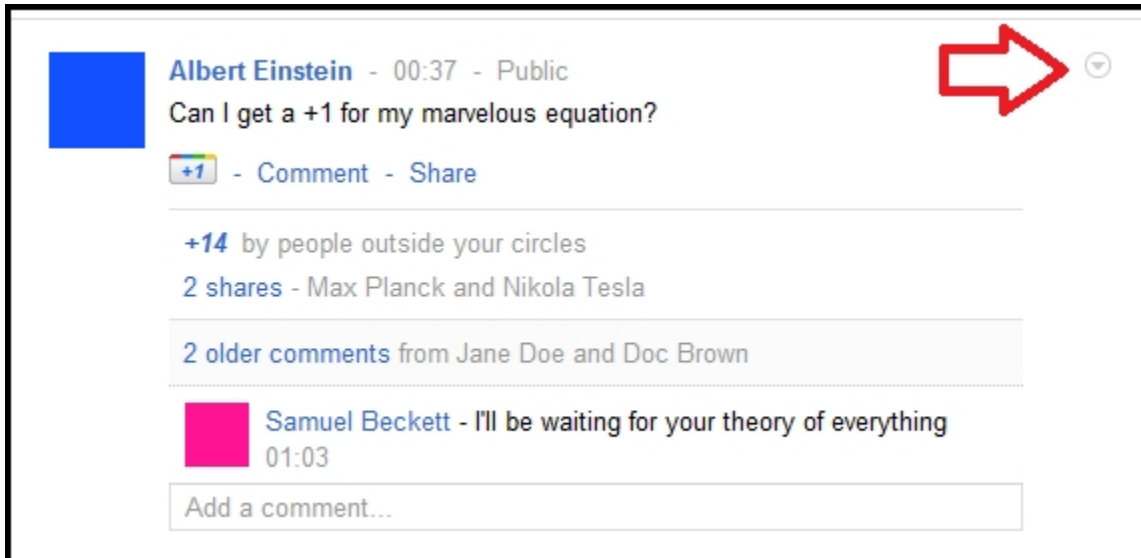 Albert Einstein - 00:37 - Public
Can I get a +1 for my marvelous equation?
+1 - Comment - Share
+14 by people outside your circles
2 shares - Max Planck and Nikola Tesla
2 older comments from Jane Doe and Doc Brown
Samuel Beckett - I'll be waiting for your theory of everything
01:03
Add a comment...